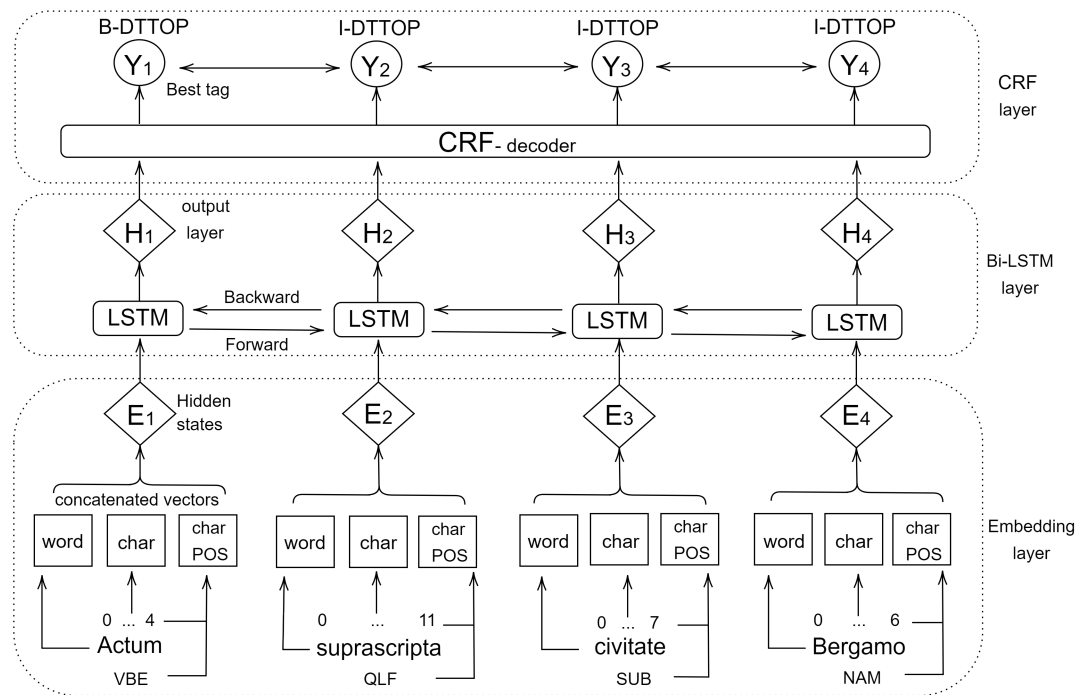 B-DTTOP I-DTTOP I-DTTOP I-DTTOP
Y1 Y2 Y3 Y4
Best tag
CRF
layer
CRF- decoder
output
layer
H1 H2 H3 H4
Bi-LSTM
layer
Backward
LSTM LSTM LSTM LSTM
Forward
Hidden
states
E1 E2 E3 E4
concatenated vectors
word char char POS word char char POS word char char POS word char char POS
Embedding
layer
0 ... 4 0 ... 11 0 ... 7 0 ... 6
Actum suprascripta civitate Bergamo
VBE QLF SUB NAM